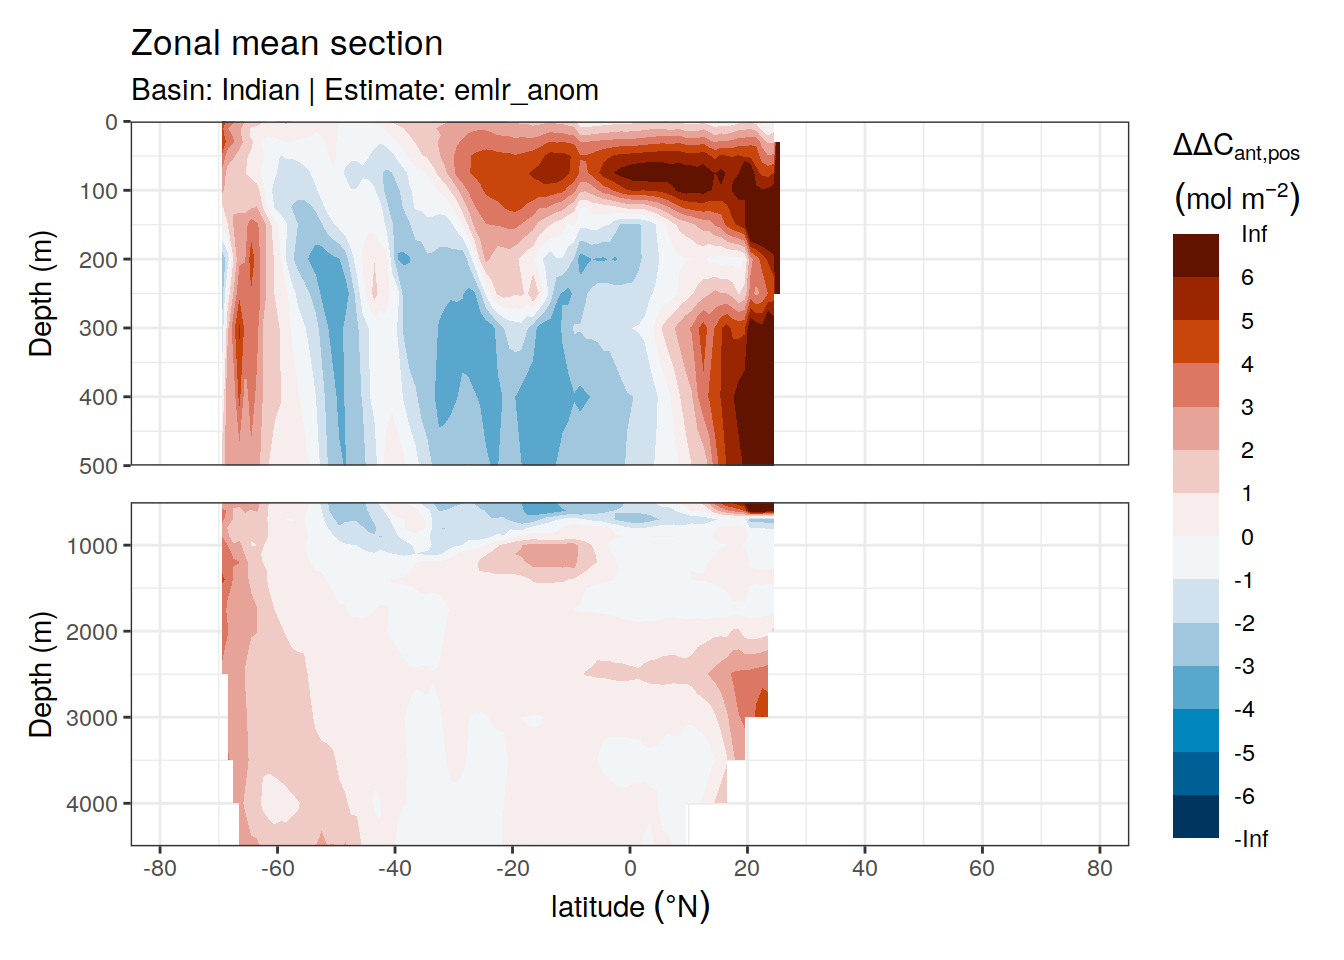 Zonal mean section
Basin: Indian | Estimate: emlr_anom
0
100
200
300
400
500
Depth (m)
1000
2000
3000
4000
Depth (m)
-80 -60 -40 -20 0 20 40 60 80
latitude (°N)
ΔΔCant,pos
(mol m⁻²)
Inf
6
5
4
3
2
1
0
-1
-2
-3
-4
-5
-6
-Inf